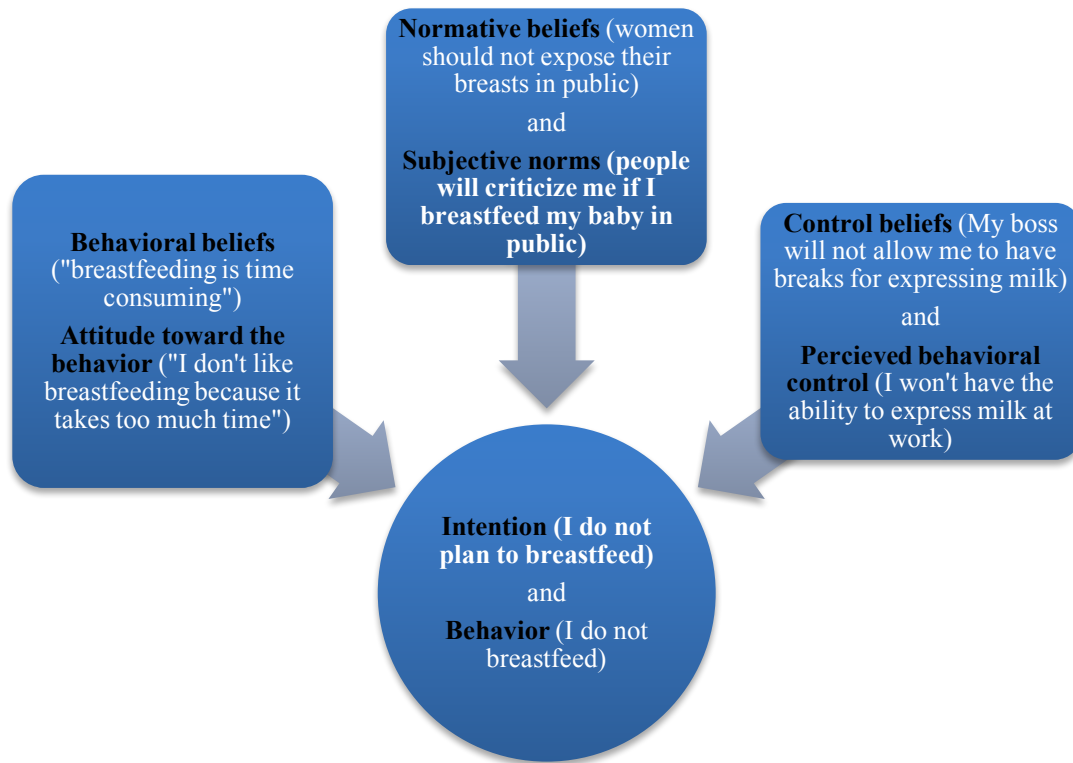 Normative beliefs (women
should not expose their
breasts in public)
and
Subjective norms (people
will criticize me if I
breastfeed my baby in
public)
Behavioral beliefs
("breastfeeding is time
consuming")
Attitude toward the
behavior ("I don't like
breastfeeding because it
takes too much time")
Control beliefs (My boss
will not allow me to have
breaks for expressing milk)
and
Percieved behavioral
control (I won't have the
ability to express milk at
work)
Intention (I do not
plan to breastfeed)
and
Behavior (I do not
breastfeed)